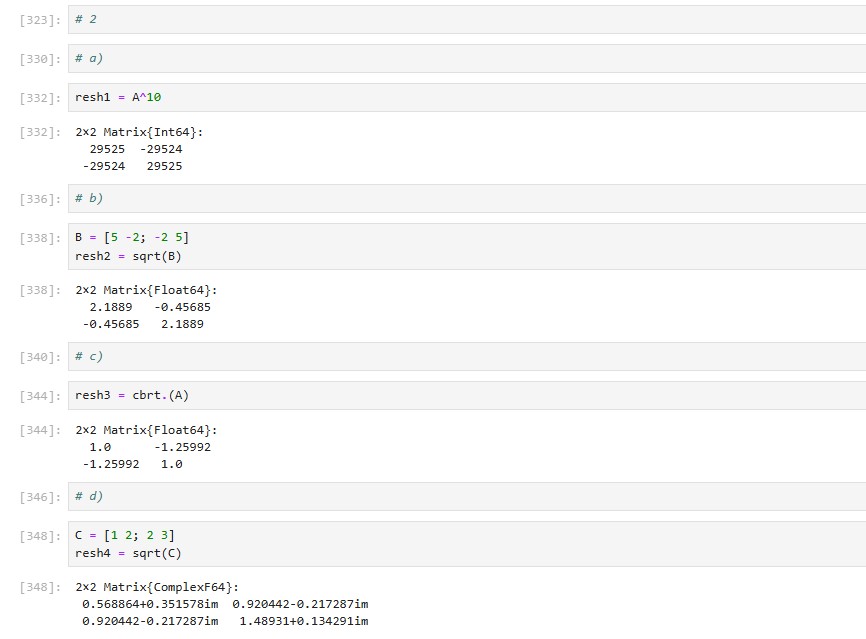 [323]: # 2
[330]: # a)
[332]: resh1 = A^10
[332]: 2×2 Matrix{Int64}:
29525 -29524
-29524 29525
[336]: # b)
[338]: B = [5 -2; -2 5]
resh2 = sqrt(B)
[338]: 2×2 Matrix{Float64}:
2.1889 -0.45685
-0.45685 2.1889
[340]: # c)
[344]: resh3 = cbrt.(A)
[344]: 2×2 Matrix{Float64}:
1.0 -1.25992
-1.25992 1.0
[346]: # d)
[348]: C = [1 2; 2 3]
resh4 = sqrt(C)
[348]: 2×2 Matrix{ComplexF64}:
0.568864+0.351578im 0.920442-0.217287im
0.920442-0.217287im 1.48931+0.134291im